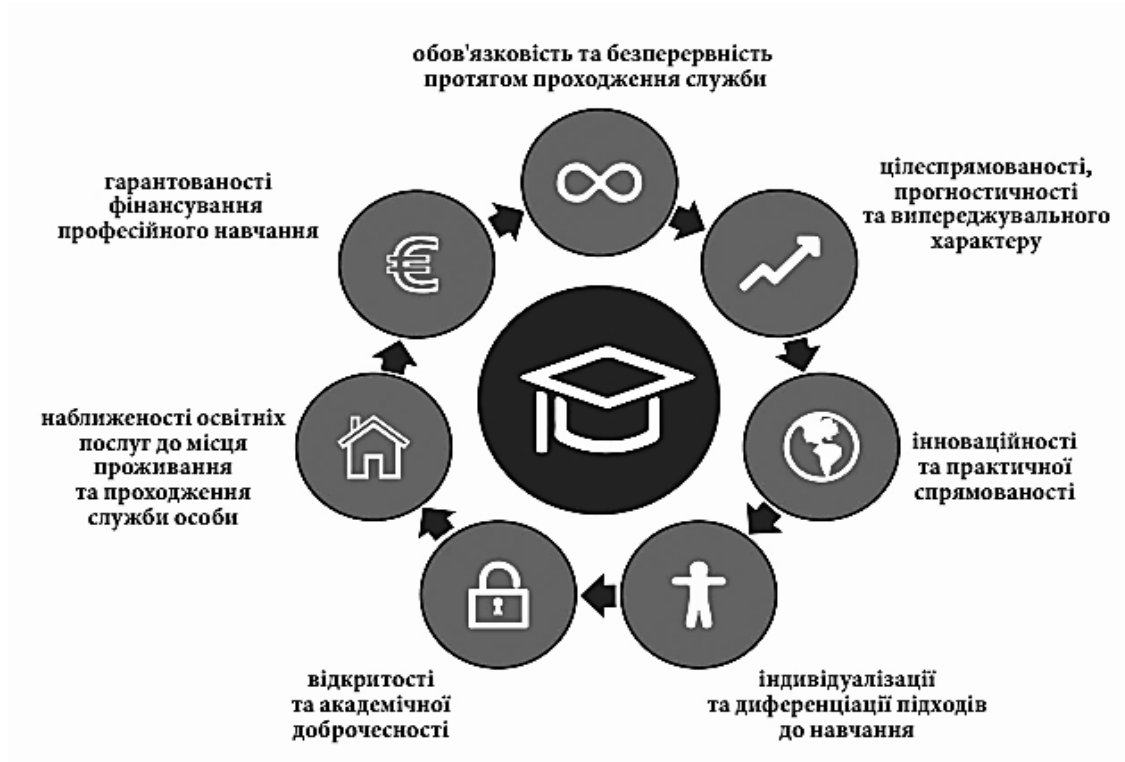 обов'язковість та безперервність
протягом проходження служби
цілеспрямованості,
прогностичності
та випереджувального
характеру
інноваційності
та практичної
спрямованості
індивідуалізації
та диференціації підходів
до навчання
відкритості
та академічної
доброчесності
наближеності освітніх
послуг до місця
проживання
та проходження
служби особи
гарантованості
фінансування
професійного навчання